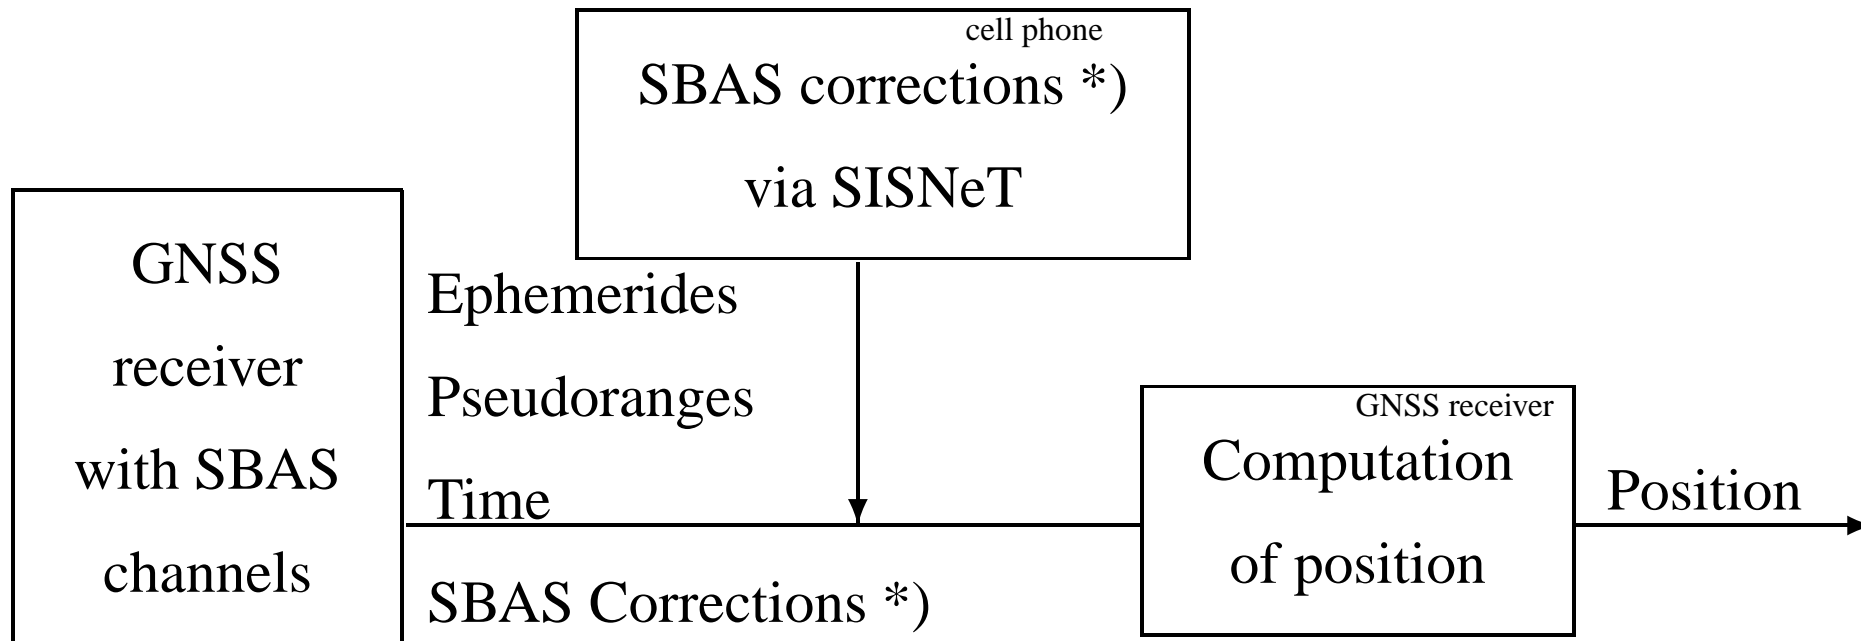 cell phone
SBAS corrections *)
via SISNeT
GNSS
receiver
with SBAS
channels
Ephemerides
Pseudoranges
Time
SBAS Corrections *)
GNSS receiver
Computation
of position
Position